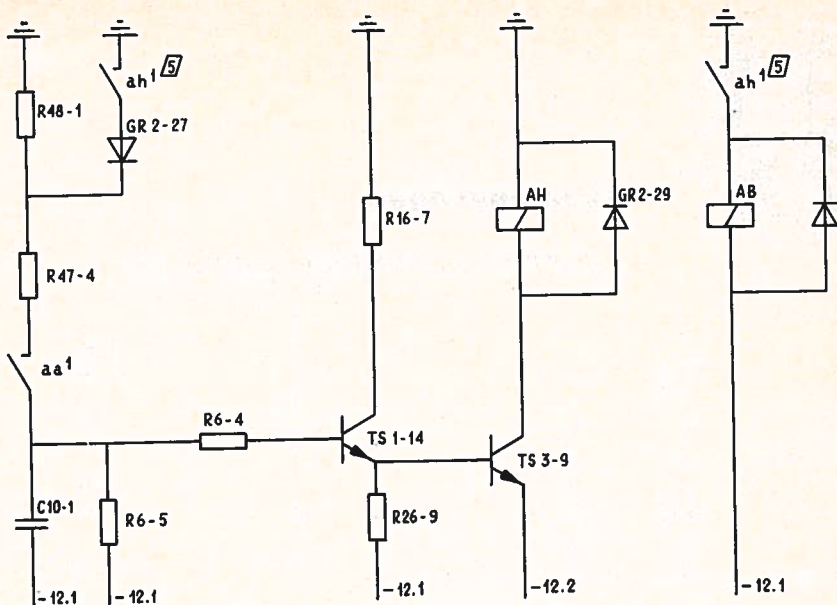 ah¹ 5
R48-1
GR 2-27
R47-4
aa¹
C10-1
R6-5
-12.1
-12.1
R6-4
R16-7
TS 1-14
R26-9
-12.1
AH
GR2-29
TS 3-9
-12.2
ah¹ 5
AB
-12.1